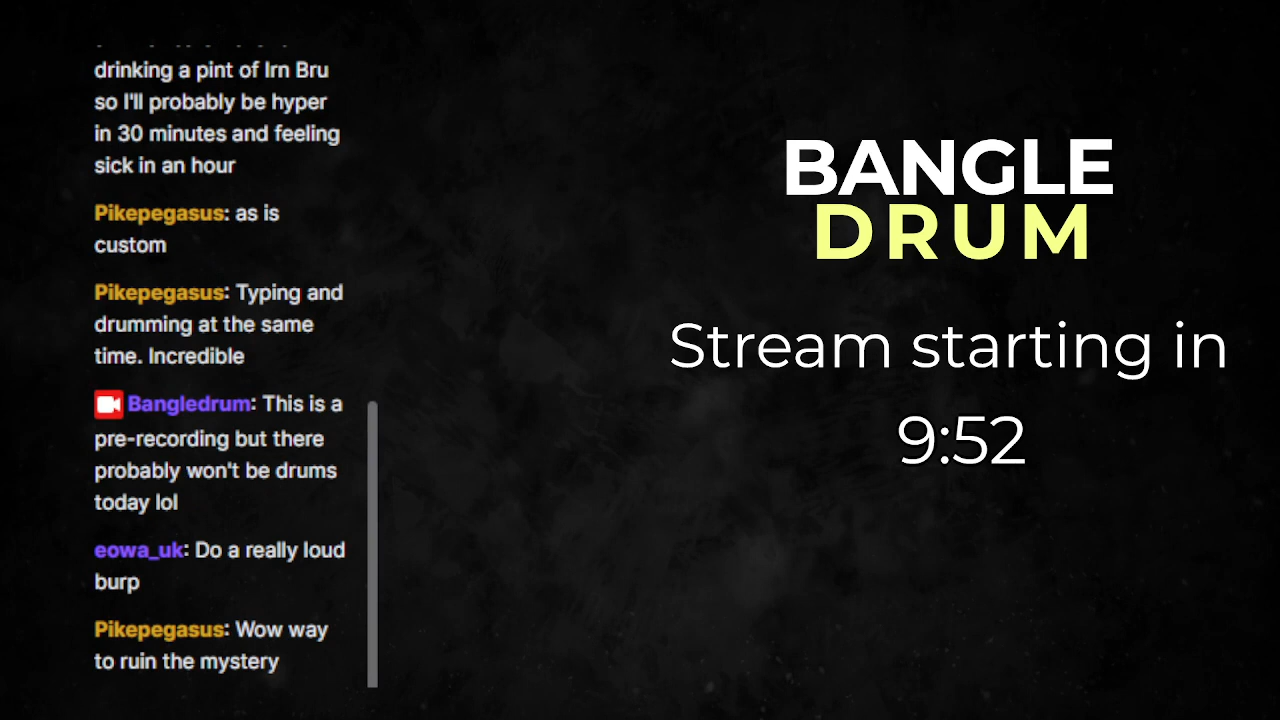 drinking a pint of Irn Bru
so I'll probably be hyper
in 30 minutes and feeling
sick in an hour
Pikepegasus: as is
custom
Pikepegasus: Typing and
drumming at the same
time. Incredible
Bangledrum: This is a
pre-recording but there
probably won't be drums
today lol
eowa_uk: Do a really loud
burp
Pikepegasus: Wow way
to ruin the mystery
BANGLE
DRUM
Stream starting in
9:52